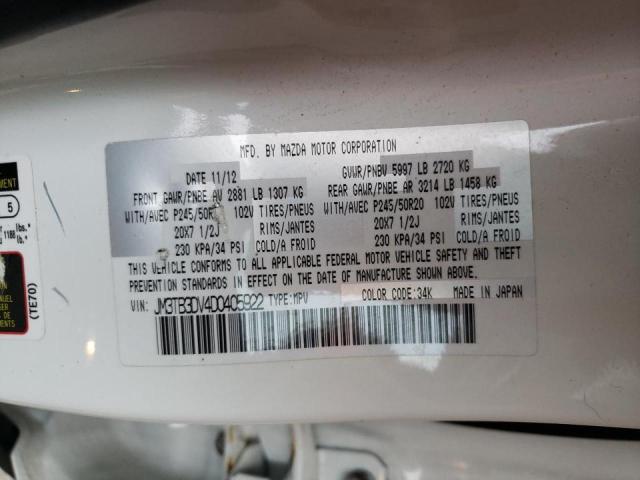 MFD. BY MAZDA MOTOR CORPORATION
DATE 11/12
GVWR/PNBV 5997 LB 2720 KG
FRONT GAWR/PNBE AV 2881 LB 1307 KG
REAR GAWR/PNBE AR 3214 LB 1458 KG
WITH/AVEC P245/50R 102V TIRES/PNEUS
WITH/AVEC P245/50R20 102V TIRES/PNEUS
20X7 1/2J RIMS/JANTES
20X7 1/2J RIMS/JANTES
230 KPA/34 PSI COLD/A FROID
230 KPA/34 PSI COLD/A FROID
THIS VEHICLE CONFORMS TO ALL APPLICABLE FEDERAL MOTOR VEHICLE SAFETY AND THEFT
PREVENTION STANDARDS IN EFFECT ON THE DATE OF MANUFACTURE SHOWN ABOVE.
VIN: JM3TB3DV4D0405922 TYPE:MPV COLOR CODE:34K MADE IN JAPAN
5
lbs.*
lb.*
(TE70)